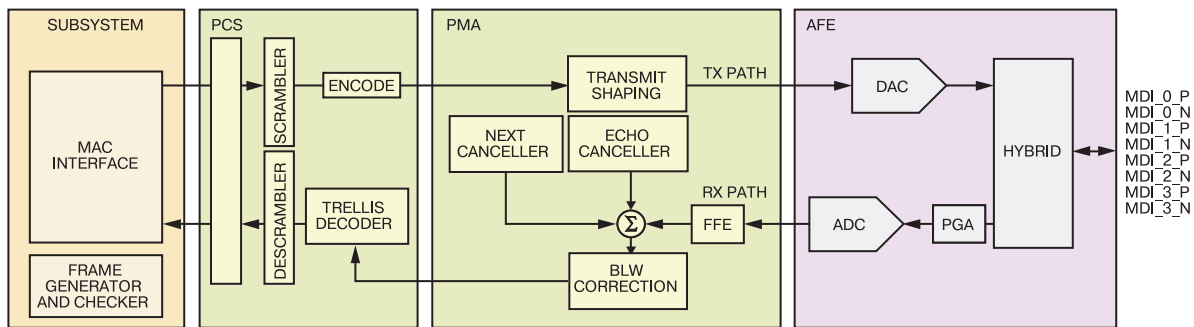 SUBSYSTEM
MAC
INTERFACE
FRAME
GENERATOR
AND CHECKER
PCS
SCRAMBLER
ENCODE
DESCRAMBLER
TRELLIS
DECODER
PMA
TRANSMIT
SHAPING
TX PATH
NEXT
CANCELLER
ECHO
CANCELLER
RX PATH
Σ
FFE
BLW
CORRECTION
AFE
DAC
HYBRID
ADC
PGA
MDI_0_P
MDI_0_N
MDI_1_P
MDI_1_N
MDI_2_P
MDI_2_N
MDI_3_P
MDI_3_N